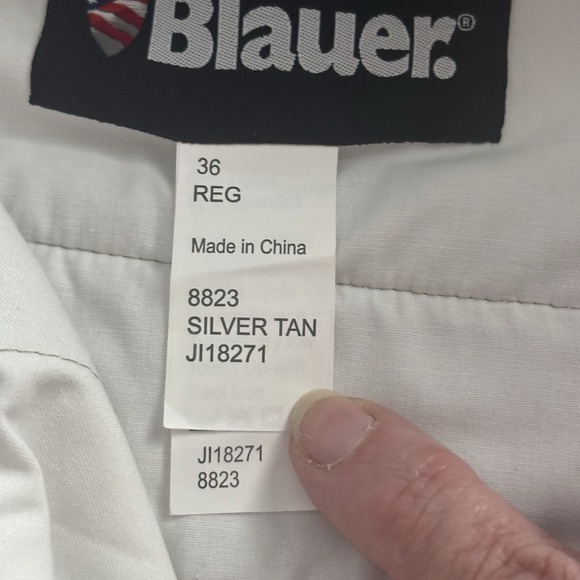 Blauer.®
36
REG
Made in China
8823
SILVER TAN
JI18271
JI18271
8823